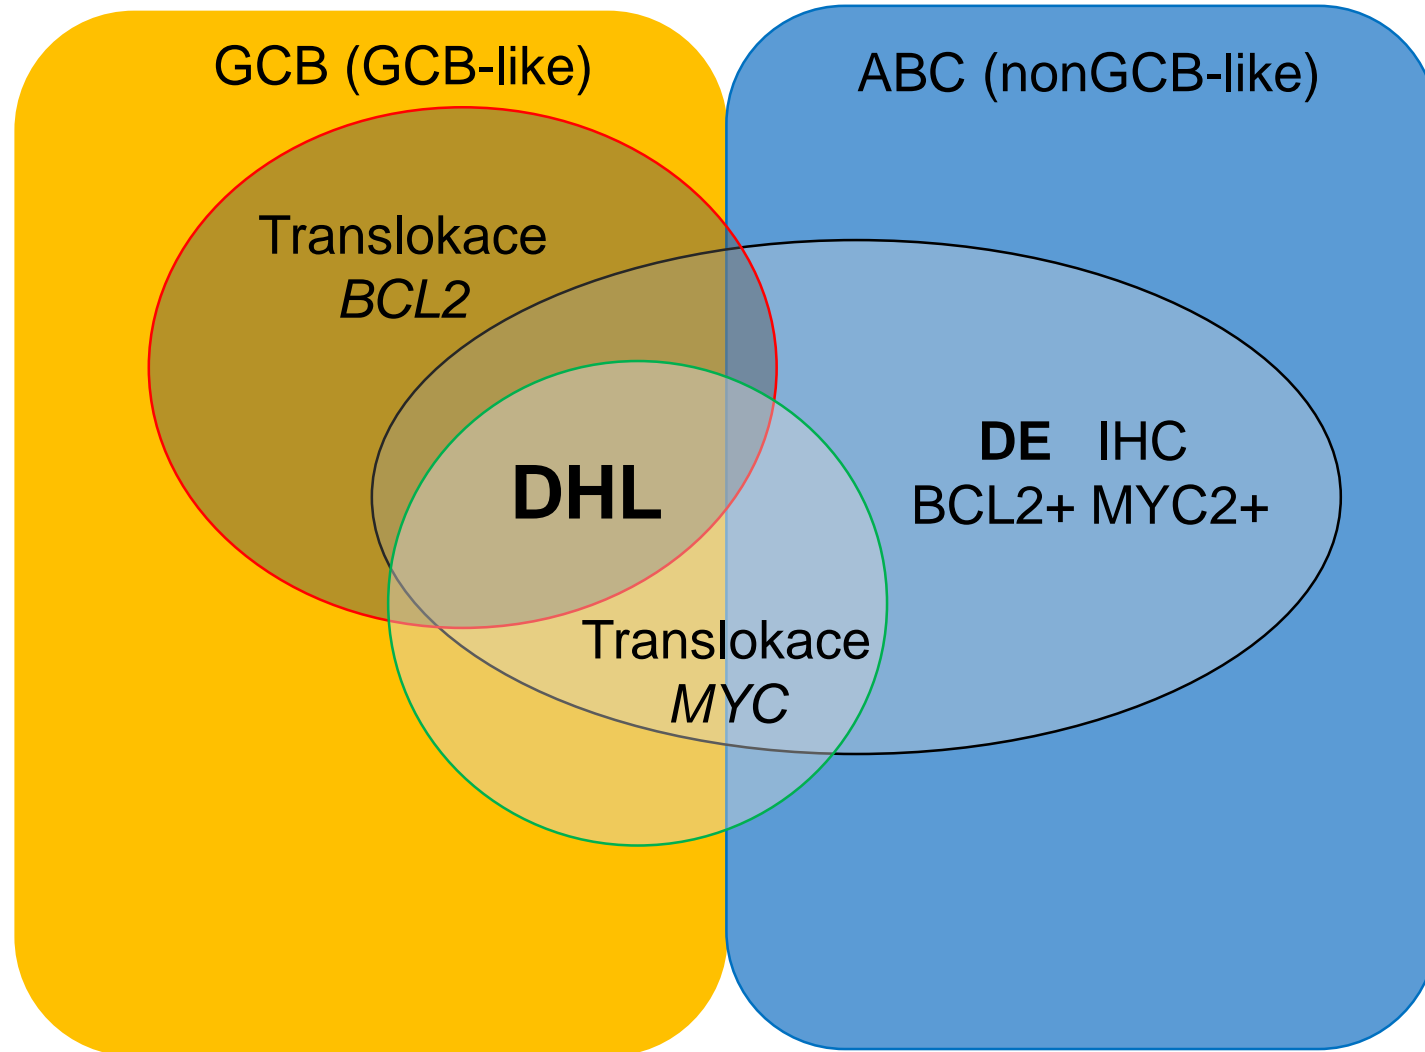 GCB (GCB-like)
ABC (nonGCB-like)
Translokace
BCL2
DHL
DE IHC
BCL2+ MYC2+
Translokace
MYC